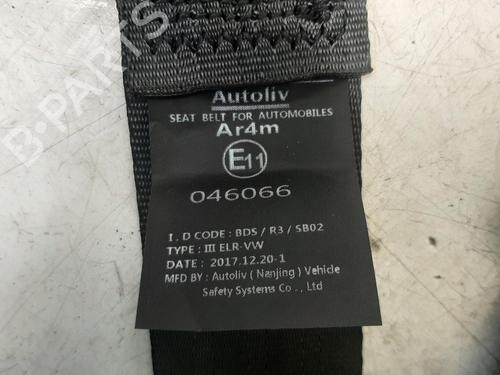 Autoliv
SEAT BELT FOR AUTOMOBILES
Ar4m
E11
046066
I . D CODE : BDS / R3 / SB02
TYPE : III ELR-VW
DATE : 2017.12.20-1
MFD BY : Autoliv ( Nanjing ) Vehicle
Safety Systems Co . , Ltd
B-PARTS